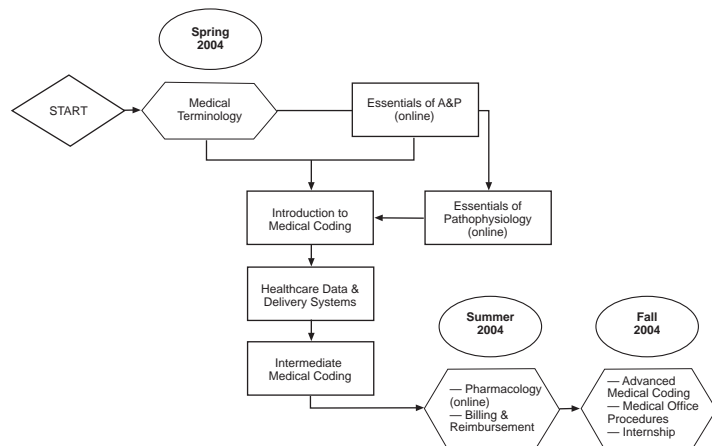 Spring
2004
START
Medical
Terminology
Essentials of A&P
(online)
Introduction to
Medical Coding
Essentials of
Pathophysiology
(online)
Healthcare Data &
Delivery Systems
Intermediate
Medical Coding
Summer
2004
— Pharmacology
(online)
— Billing &
Reimbursement
Fall
2004
— Advanced
Medical Coding
— Medical Office
Procedures
— Internship